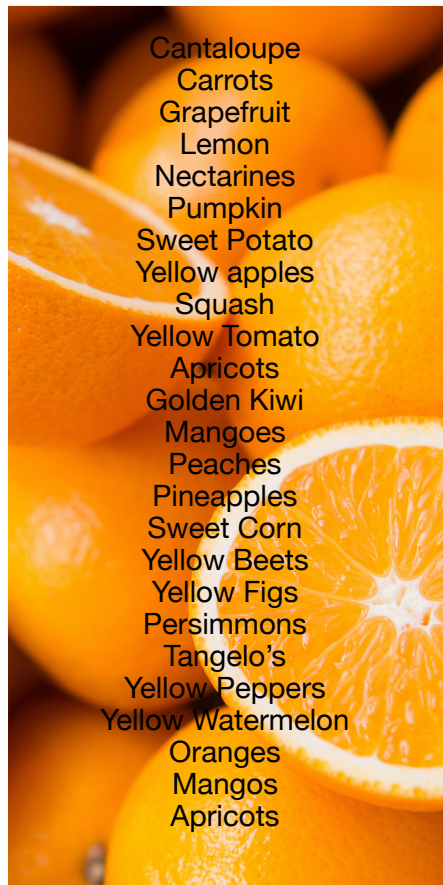 Cantaloupe
Carrots
Grapefruit
Lemon
Nectarines
Pumpkin
Sweet Potato
Yellow apples
Squash
Yellow Tomato
Apricots
Golden Kiwi
Mangoes
Peaches
Pineapples
Sweet Corn
Yellow Beets
Yellow Figs
Persimmons
Tangelo’s
Yellow Peppers
Yellow Watermelon
Oranges
Mangos
Apricots